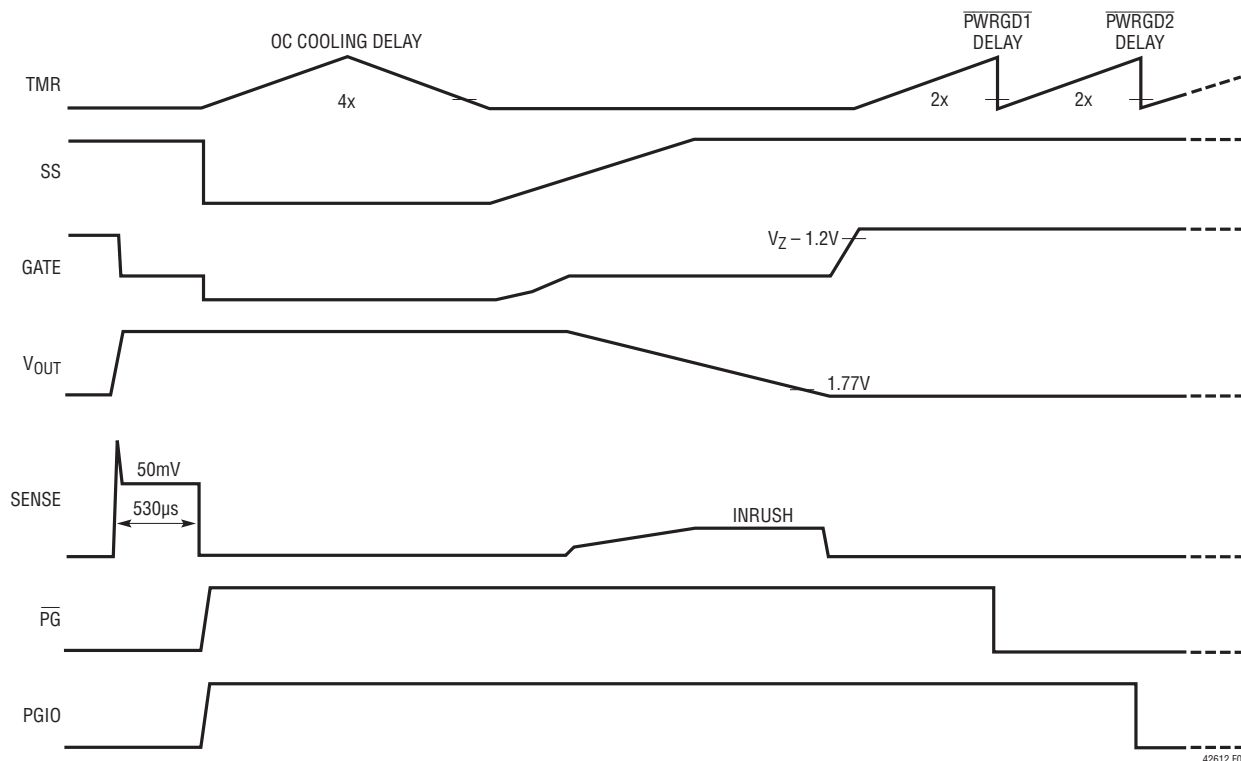 PWRGD1
DELAY
PWRGD2
DELAY
OC COOLING DELAY
TMR
4x
2x
2x
SS
VZ – 1.2V
GATE
VOUT
1.77V
50mV
SENSE
530µs
INRUSH
PG
PGIO